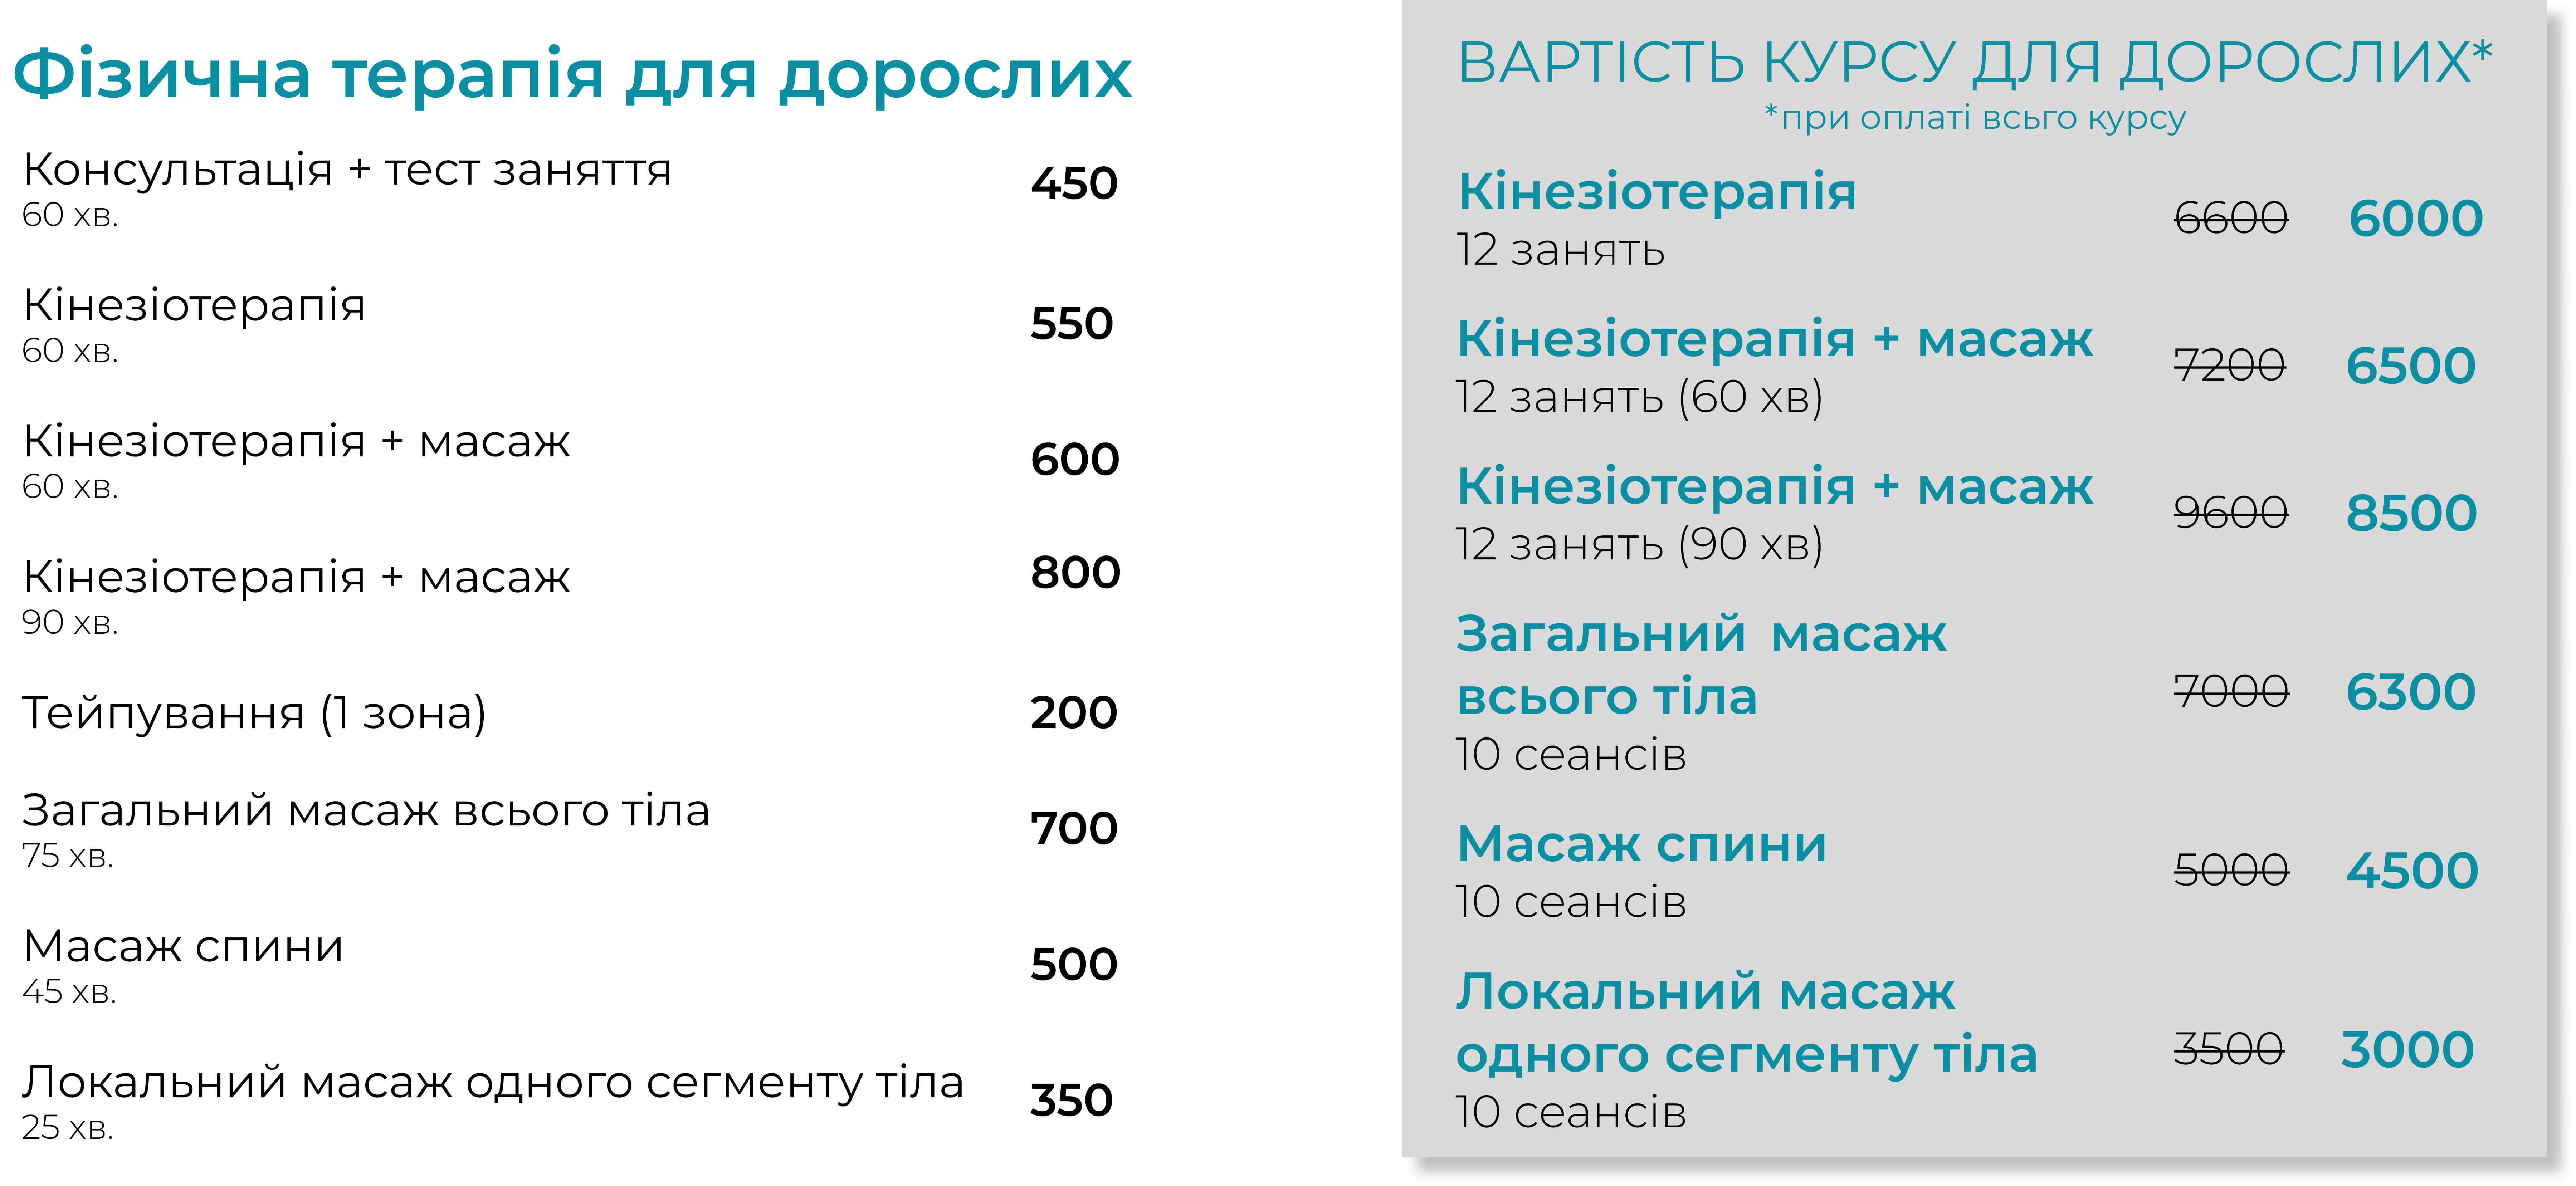 Фізична терапія для дорослих
Консультація + тест заняття
60 хв.
450
Кінезіотерапія
60 хв.
550
Кінезіотерапія + масаж
60 хв.
600
Кінезіотерапія + масаж
90 хв.
800
Тейпування (1 зона)
200
Загальний масаж всього тіла
75 хв.
700
Масаж спини
45 хв.
500
Локальний масаж одного сегменту тіла
25 хв.
350
ВАРТІСТЬ КУРСУ ДЛЯ ДОРОСЛИХ*
*при оплаті всьго курсу
Кінезіотерапія
12 занять
6600 6000
Кінезіотерапія + масаж
12 занять (60 хв)
7200 6500
Кінезіотерапія + масаж
12 занять (90 хв)
9600 8500
Загальний масаж
всього тіла
10 сеансів
7000 6300
Масаж спини
10 сеансів
5000 4500
Локальний масаж
одного сегменту тіла
10 сеансів
3500 3000